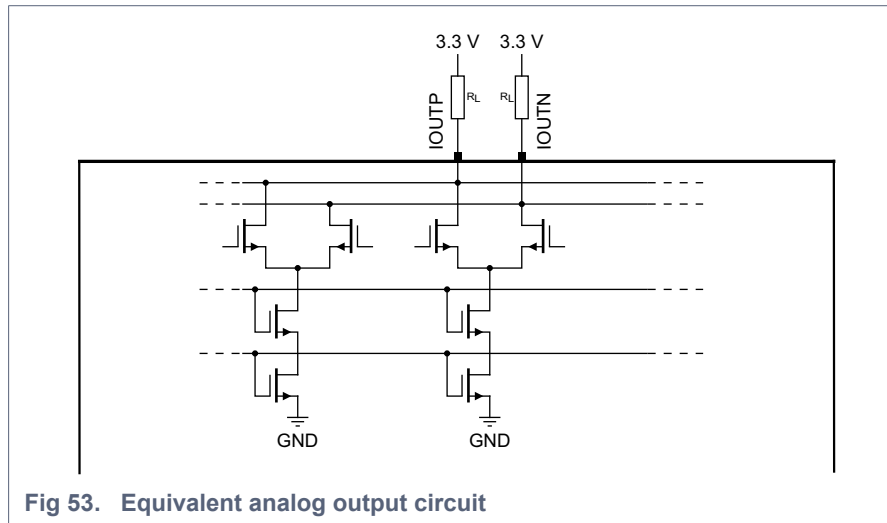 3.3 V 3.3 V
IOUTP RL RL IOUTN
GND GND
Fig 53. Equivalent analog output circuit